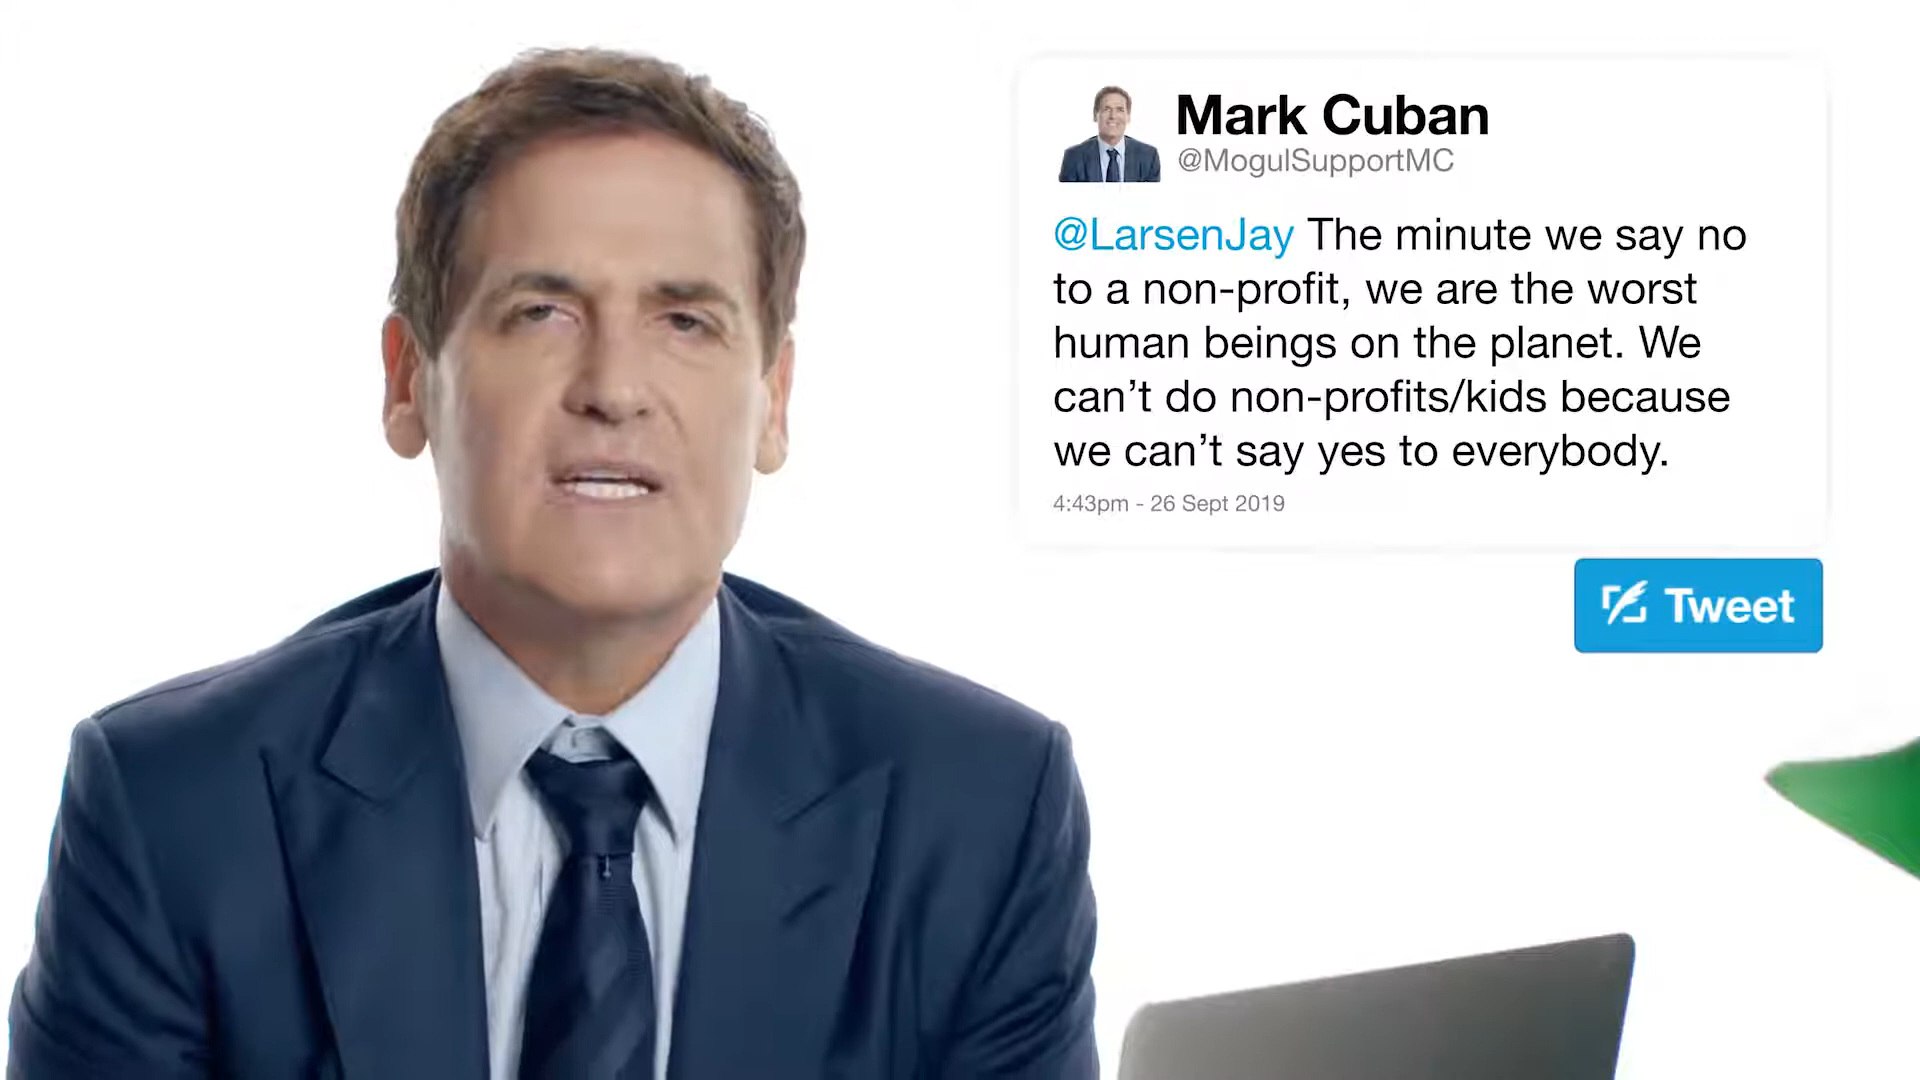 Mark Cuban
@MogulSupportMC
@LarsenJay The minute we say no
to a non-profit, we are the worst
human beings on the planet. We
can’t do non-profits/kids because
we can’t say yes to everybody.
4:43pm - 26 Sept 2019
Tweet